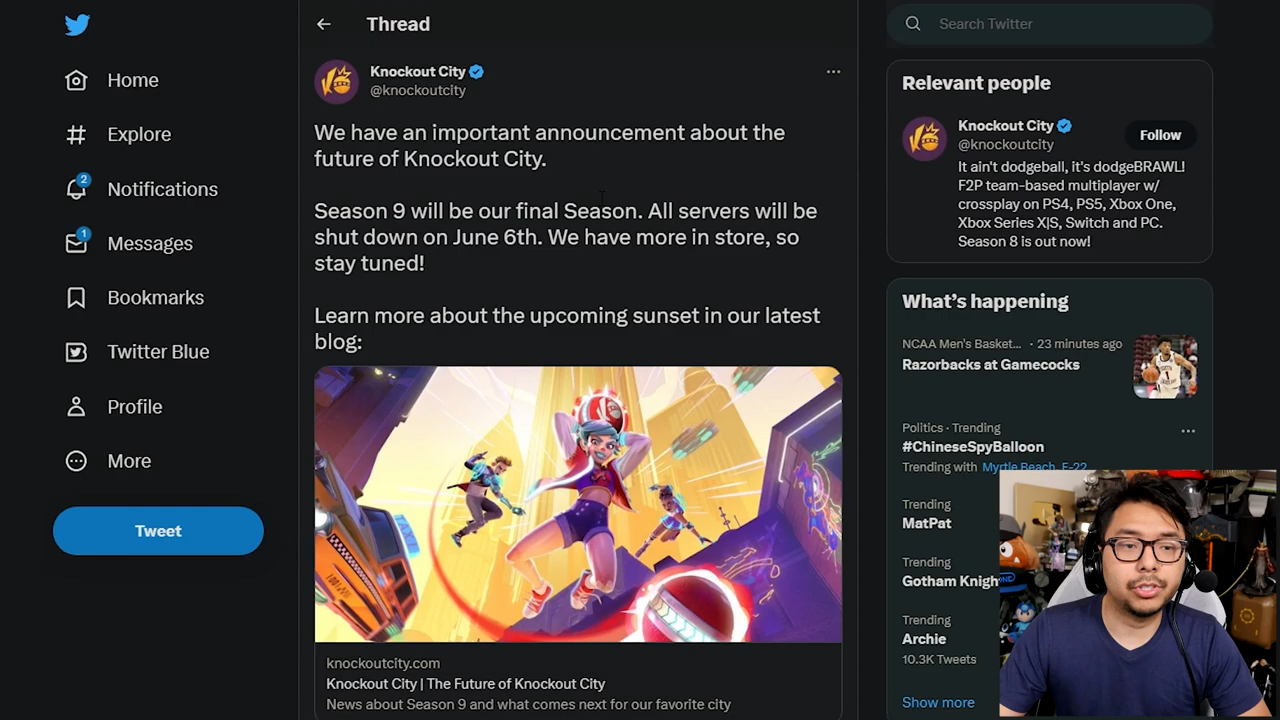 Thread
Home
Explore
2
Notifications
1
Messages
Bookmarks
Twitter Blue
Profile
More
Tweet
Knockout City
@knockoutcity
We have an important announcement about the
future of Knockout City.
Season 9 will be our final Season. All servers will be
shut down on June 6th. We have more in store, so
stay tuned!
Learn more about the upcoming sunset in our latest
blog:
knockoutcity.com
Knockout City | The Future of Knockout City
News about Season 9 and what comes next for our favorite city
Search Twitter
Relevant people
Knockout City
@knockoutcity
Follow
It ain't dodgeball, it's dodgeBRAWL!
F2P team-based multiplayer w/
crossplay on PS4, PS5, Xbox One,
Xbox Series X|S, Switch and PC.
Season 8 is out now!
What's happening
NCAA Men's Basket... · 23 minutes ago
Razorbacks at Gamecocks
Politics · Trending
#ChineseSpyBalloon
Trending with Myrtle Beach, F-22
Trending
MatPat
Trending
Gotham Knigh
Trending
Archie
10.3K Tweets
Show more